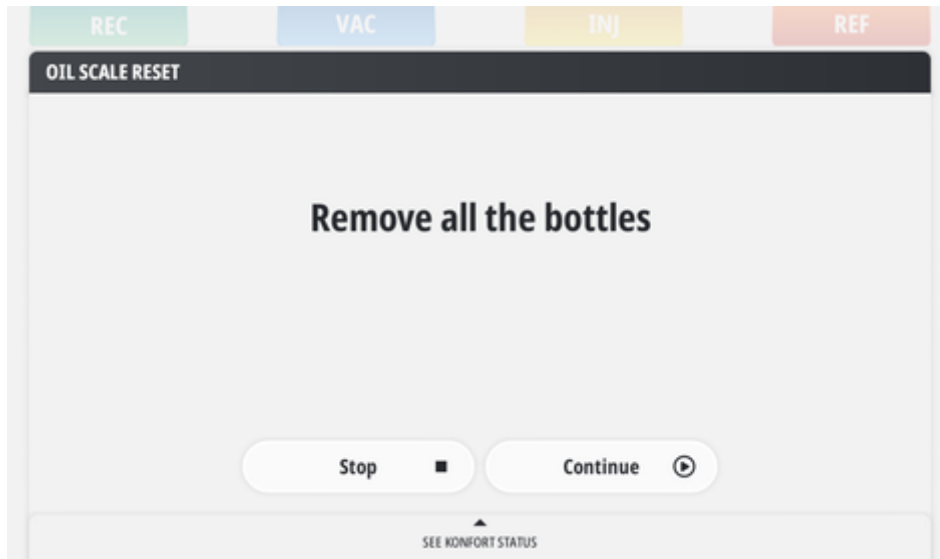 REC VAC INJ REF
OIL SCALE RESET
Remove all the bottles
Stop Continue
SEE KONFORT STATUS